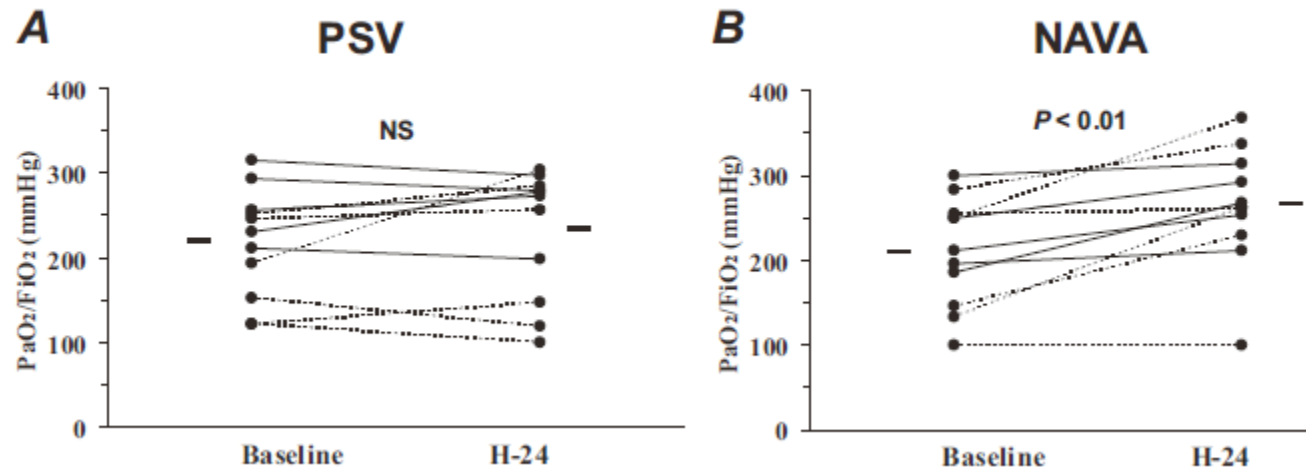 A PSV
PaO₂/FiO₂ (mmHg)
400
300
200
100
0
NS
Baseline H-24
B NAVA
PaO₂/FiO₂ (mmHg)
400
300
200
100
0
P < 0.01
Baseline H-24